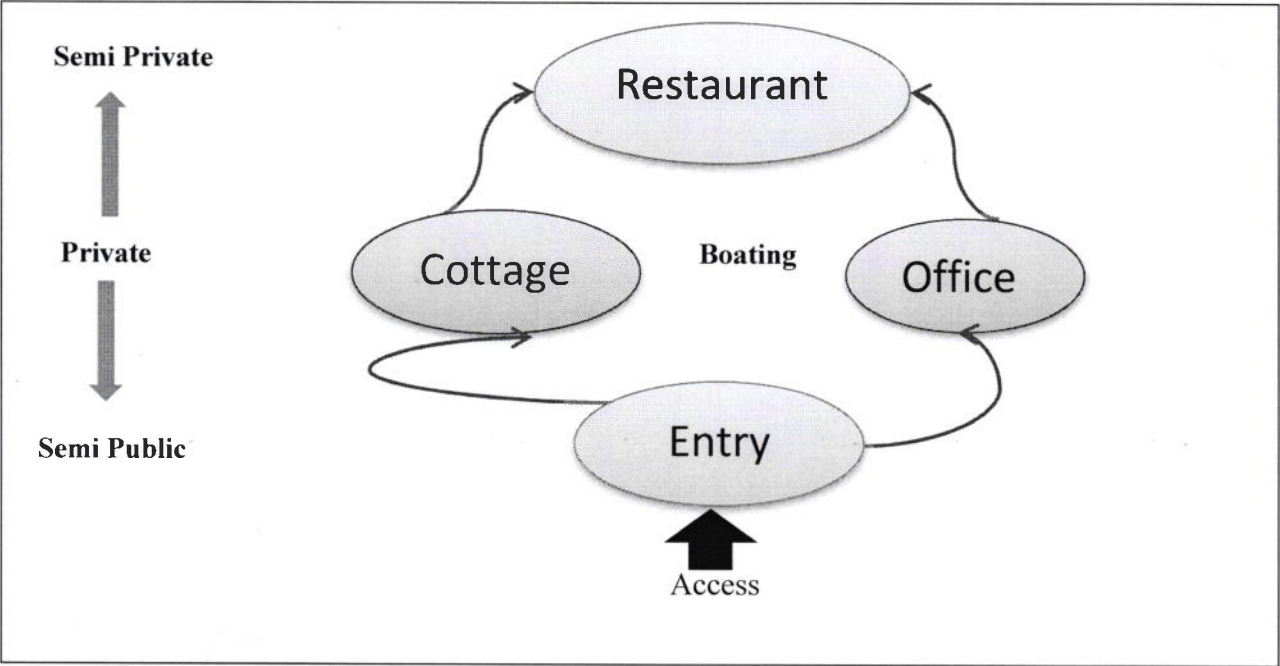 Semi Private
Restaurant
Private
Cottage
Boating
Office
Semi Public
Entry
Access